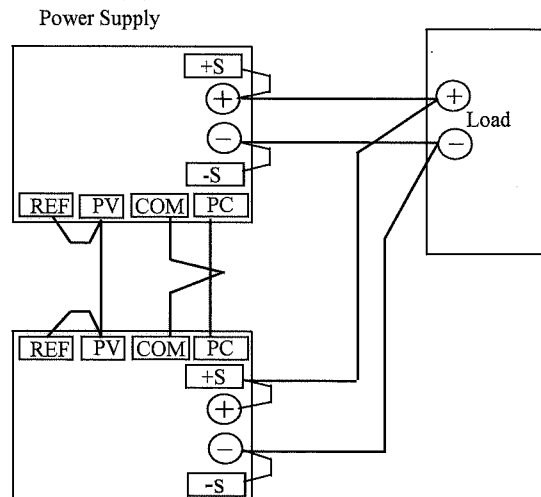 Power Supply
+S
+
−
-S
REF PV COM PC
+
Load
−
REF PV COM PC
+S
+
−
-S